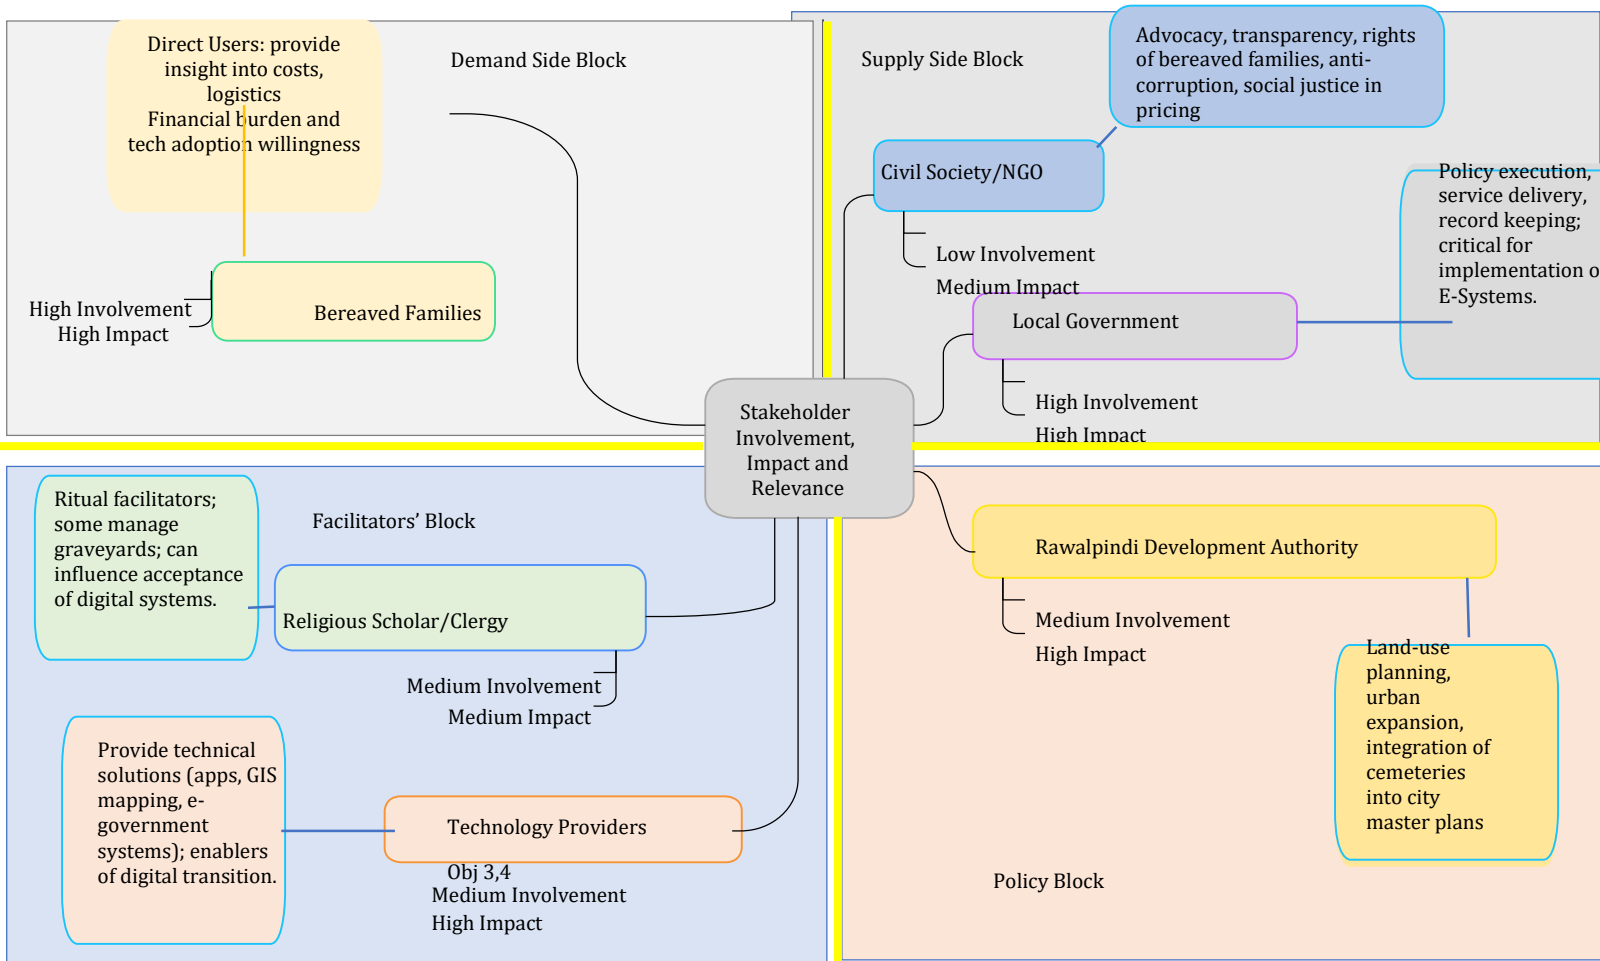 Direct Users: provide
insight into costs,
logistics
Financial burden and
tech adoption willingness
Demand Side Block
High Involvement
High Impact
Bereaved Families
Supply Side Block
Advocacy, transparency, rights
of bereaved families, anti-
corruption, social justice in
pricing
Civil Society/NGO
Low Involvement
Medium Impact
Policy execution,
service delivery,
record keeping;
critical for
implementation o
E-Systems.
Local Government
High Involvement
High Impact
Stakeholder
Involvement,
Impact and
Relevance
Ritual facilitators;
some manage
graveyards; can
influence acceptance
of digital systems.
Facilitators’ Block
Religious Scholar/Clergy
Medium Involvement
Medium Impact
Provide technical
solutions (apps, GIS
mapping, e-
government
systems); enablers
of digital transition.
Technology Providers
Obj 3,4
Medium Involvement
High Impact
Rawalpindi Development Authority
Medium Involvement
High Impact
Land-use
planning,
urban
expansion,
integration of
cemeteries
into city
master plans
Policy Block